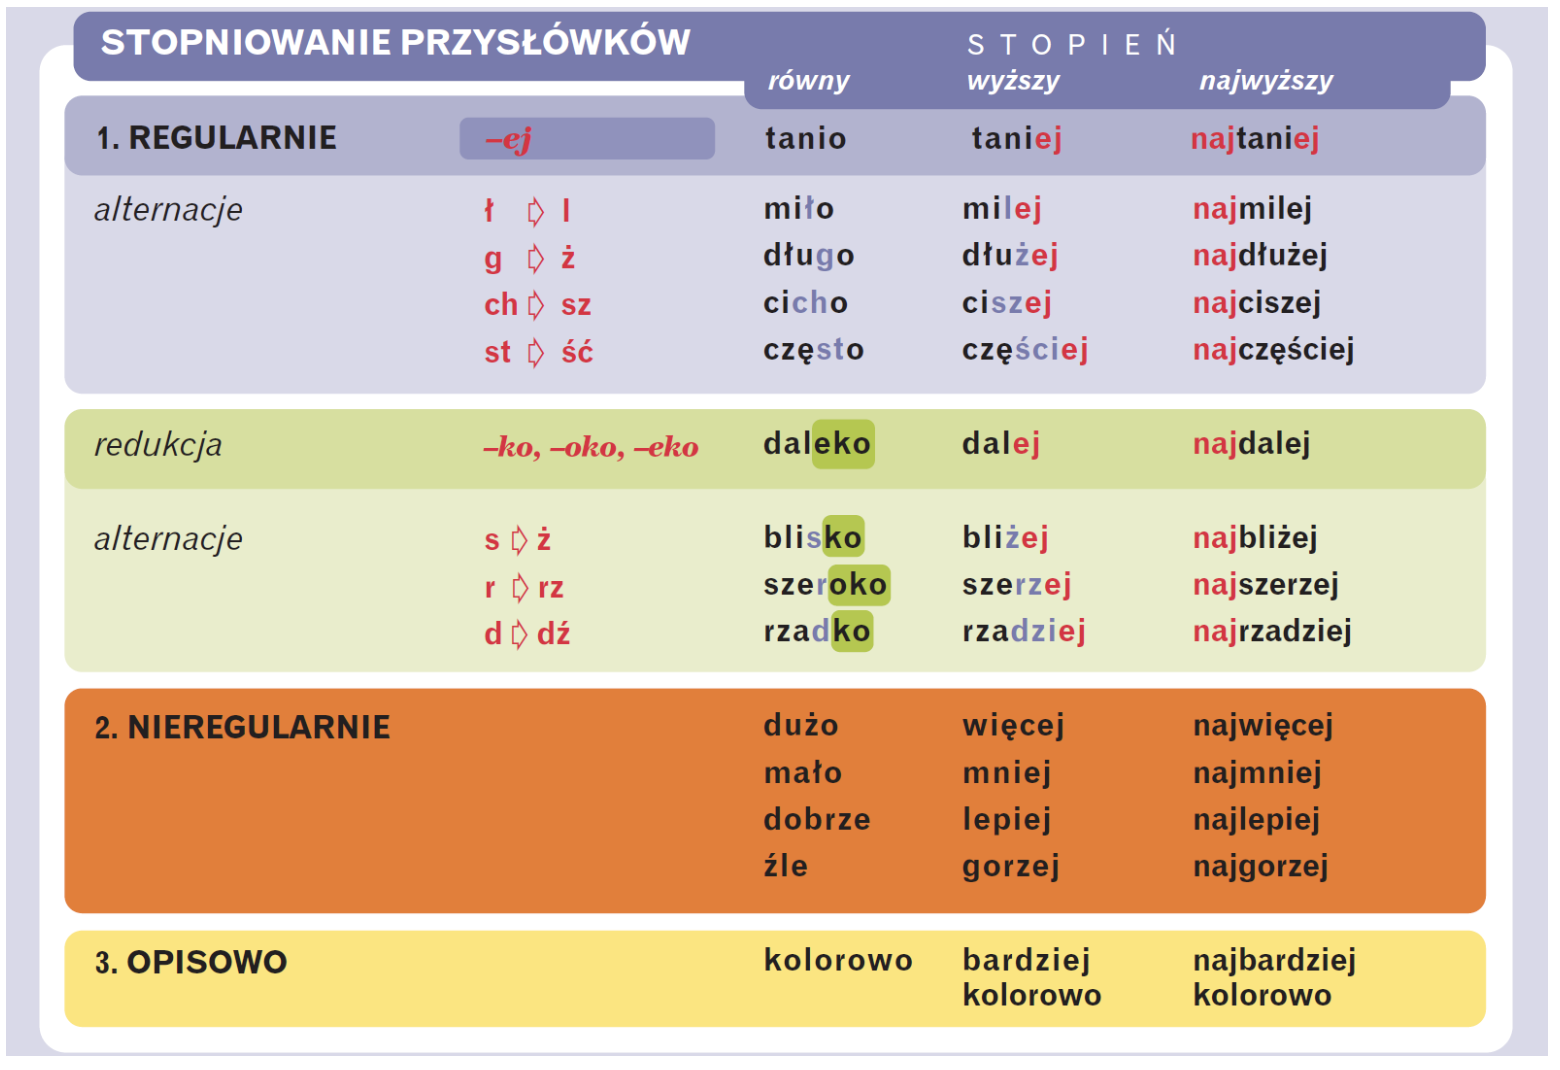 STOPNIOWANIE PRZYSŁÓWKÓW STOPIEŃ
równy wyższy najwyższy
1. REGULARNIE –ej tanio taniej najtaniej
alternacje ł ⇨ l miło milej najmilej
g ⇨ ż długo dłużej najdłużej
ch ⇨ sz cicho ciszej najciszej
st ⇨ ść często częściej najczęściej
redukcja –ko, –oko, –eko daleko dalej najdalej
alternacje s ⇨ ż blisko bliżej najbliżej
r ⇨ rz szeroko szerzej najszerzej
d ⇨ dź rzadko rzadziej najrzadziej
2. NIEREGULARNIE dużo więcej najwięcej
mało mniej najmniej
dobrze lepiej najlepiej
źle gorzej najgorzej
3. OPISOWO kolorowo bardziej najbardziej
kolorowo kolorowo